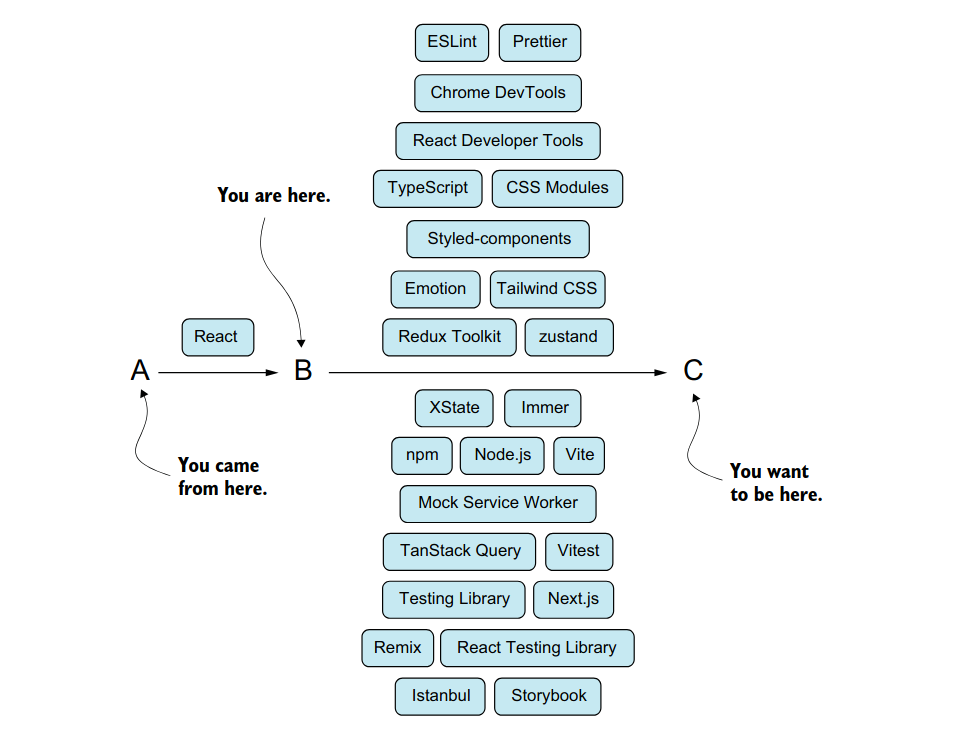 ESLint Prettier
Chrome DevTools
React Developer Tools
TypeScript CSS Modules
You are here.
Styled-components
Emotion Tailwind CSS
React
Redux Toolkit zustand
A B C
XState Immer
npm Node.js Vite
You came
from here.
You want
to be here.
Mock Service Worker
TanStack Query Vitest
Testing Library Next.js
Remix React Testing Library
Istanbul Storybook